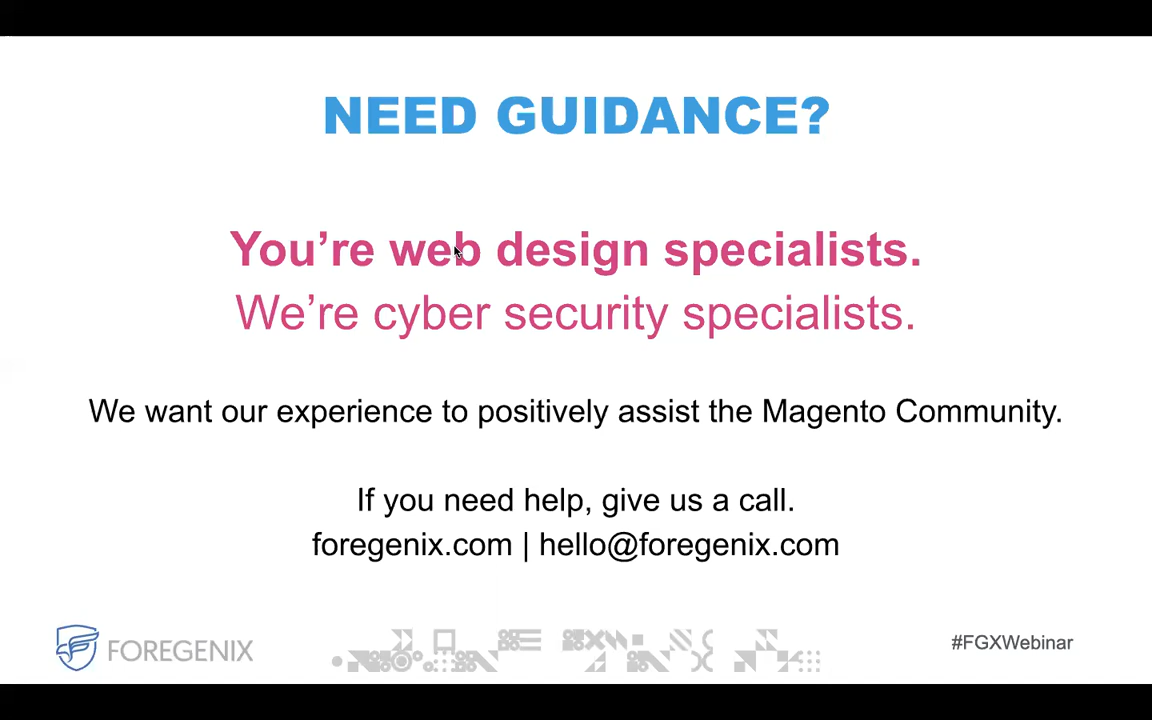 NEED GUIDANCE?
You’re web design specialists.
We’re cyber security specialists.
We want our experience to positively assist the Magento Community.
If you need help, give us a call.
foregenix.com | hello@foregenix.com
FOREGENIX
#FGXWebinar